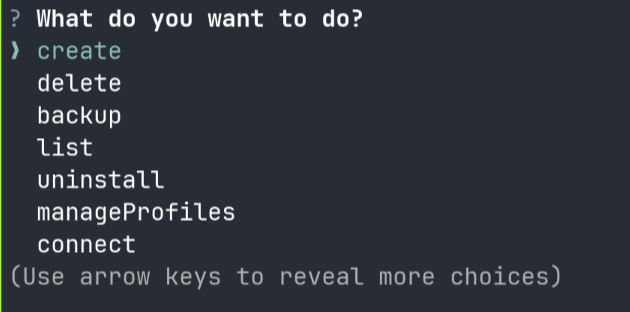 ? What do you want to do?
❯ create
delete
backup
list
uninstall
manageProfiles
connect
(Use arrow keys to reveal more choices)